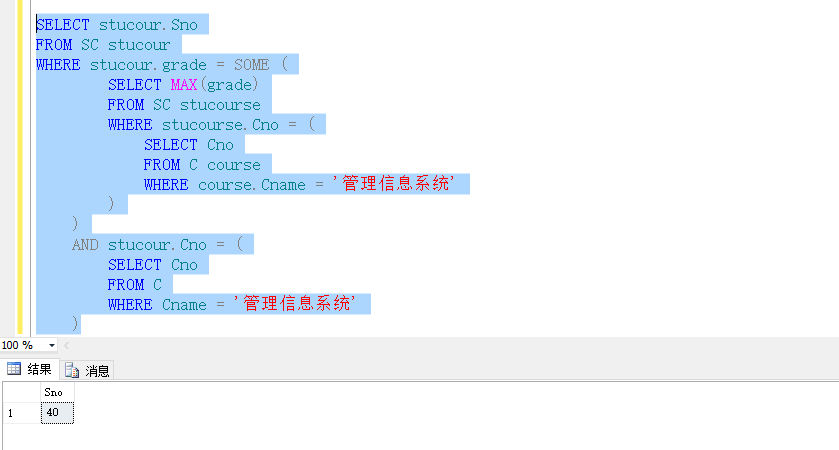 SELECT stucour.Sno
FROM SC stucour
WHERE stucour.grade = SOME (
SELECT MAX(grade)
FROM SC stucourse
WHERE stucourse.Cno = (
SELECT Cno
FROM C course
WHERE course.Cname = '管理信息系统'
)
)
AND stucour.Cno = (
SELECT Cno
FROM C
WHERE Cname = '管理信息系统'
)
100 %
结果 消息
Sno
1 40